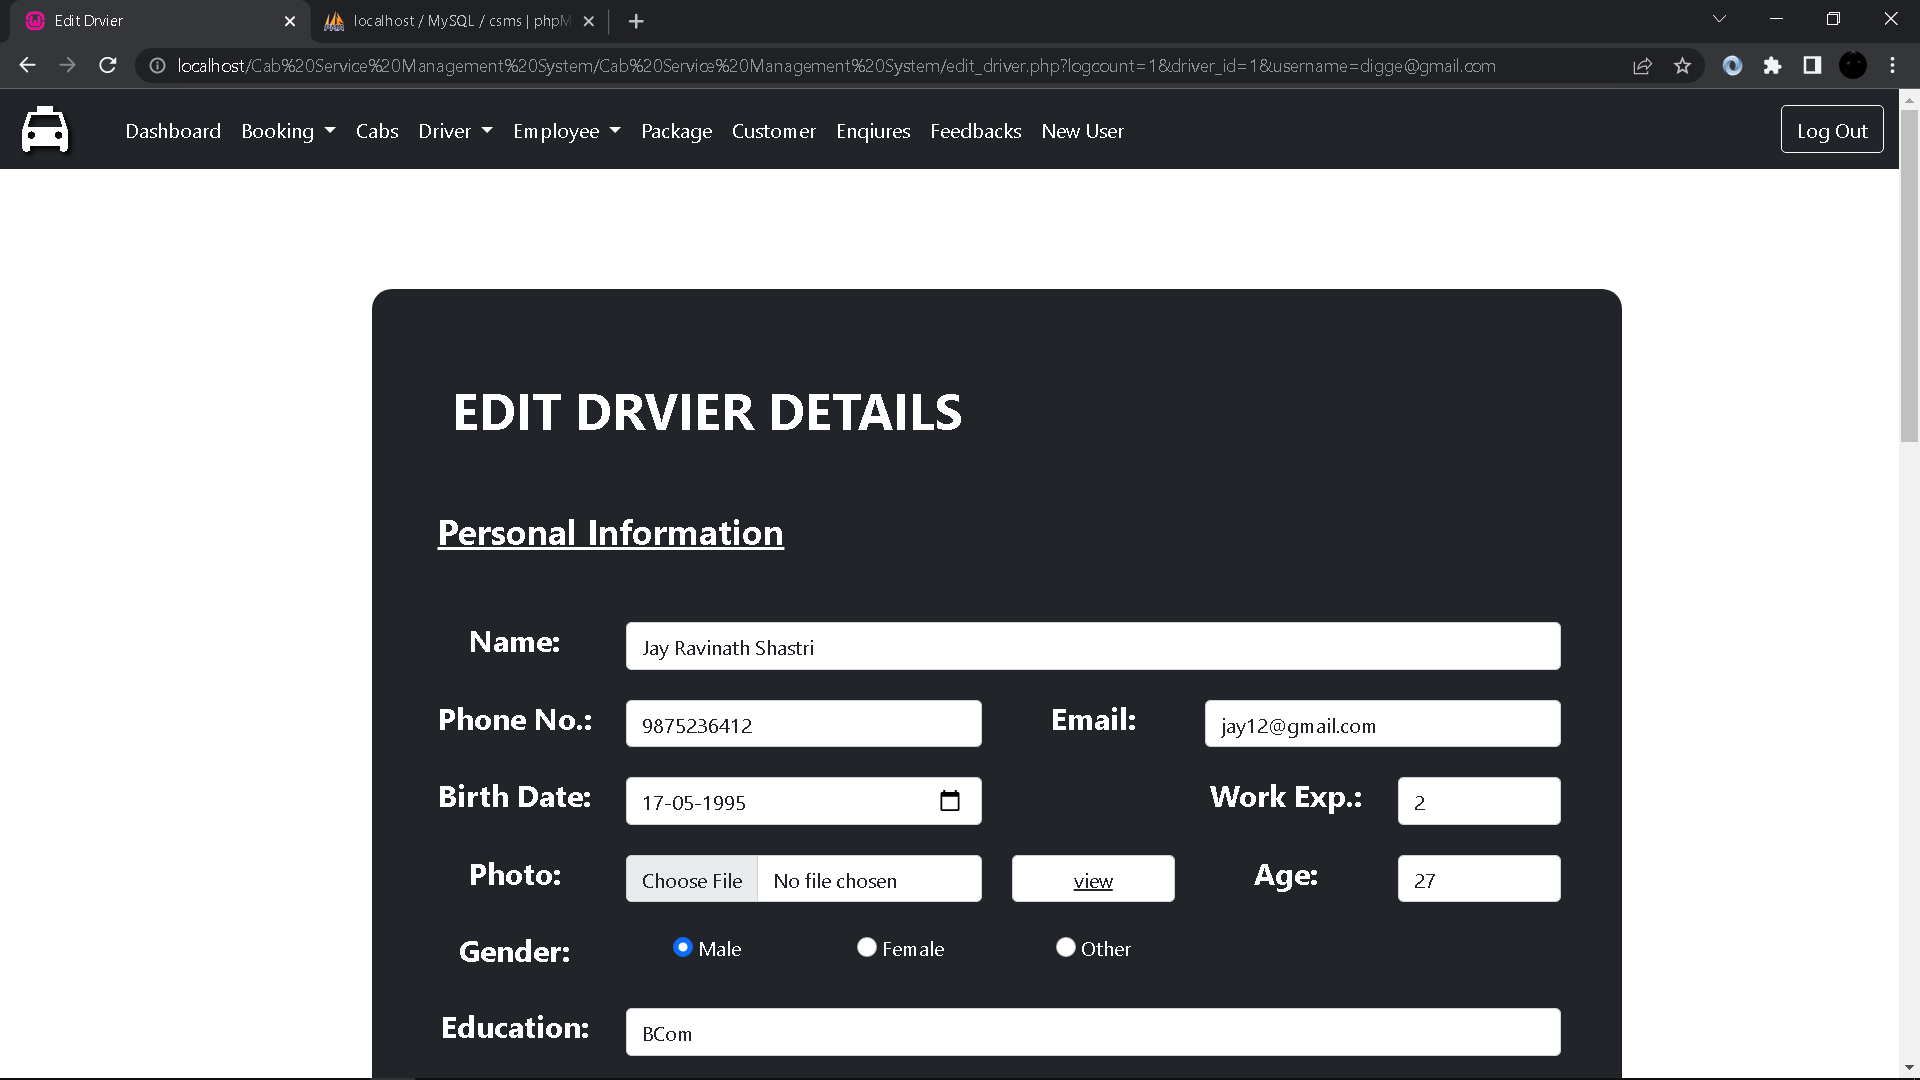 Edit Drvier
localhost / MySQL / csms | phpM
localhost/Cab%20Service%20Management%20System/Cab%20Service%20Management%20System/edit_driver.php?logcount=1&driver_id=1&username=digge@gmail.com
Dashboard Booking Cabs Driver Employee Package Customer Enqiures Feedbacks New User Log Out
EDIT DRVIER DETAILS
Personal Information
Name: Jay Ravinath Shastri
Phone No.: 9875236412 Email: jay12@gmail.com
Birth Date: 17-05-1995 Work Exp.: 2
Photo: Choose File No file chosen view Age: 27
Gender: Male Female Other
Education: BCom